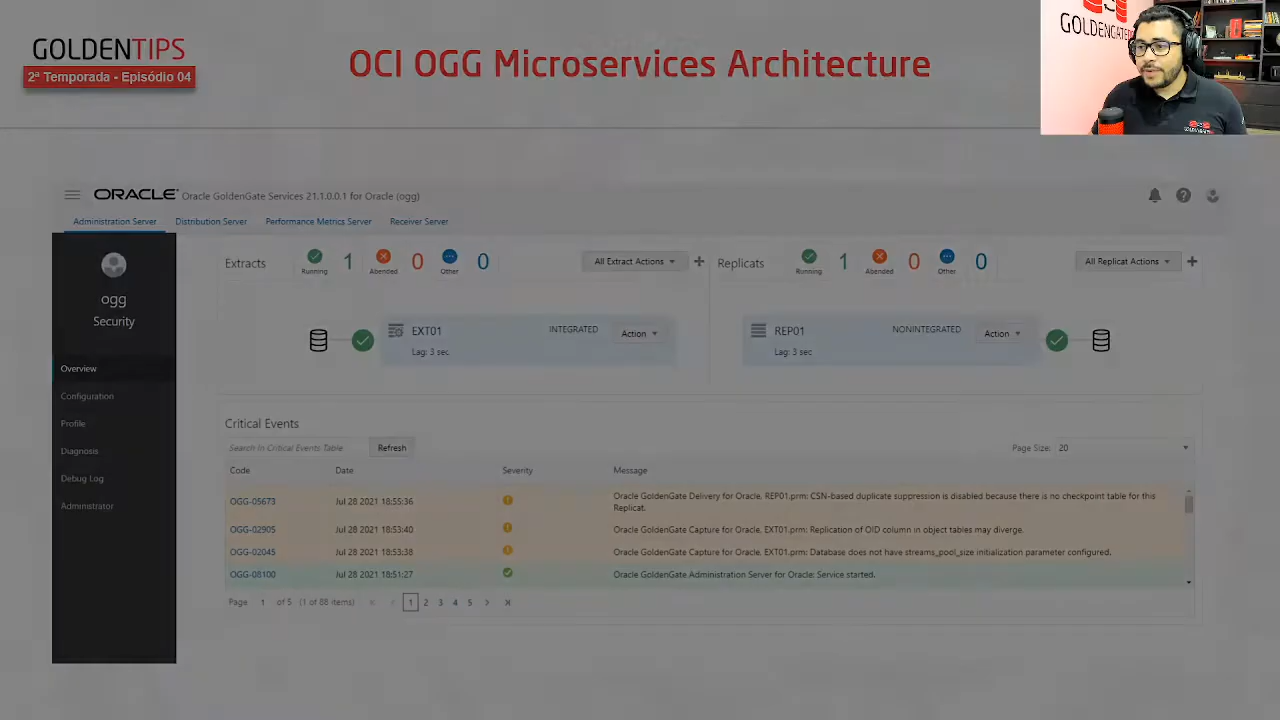 GOLDENTIPS
2ª Temporada - Episódio 04
OCI OGG Microservices Architecture
ORACLE Oracle GoldenGate Services 21.1.0.0.1 for Oracle (ogg)
Administration Server Distribution Server Performance Metrics Server Receiver Server
ogg
Security
Overview
Configuration
Profile
Diagnosis
Debug Log
Administrator
Extracts
Running 1 Abended 0 Other 0
All Extract Actions
Replicats
Running 1 Abended 0 Other 0
All Replicat Actions
EXT01 INTEGRATED Action
Lag: 3 sec
REP01 NONINTEGRATED Action
Lag: 3 sec
Critical Events
Search In Critical Events Table Refresh Page Size: 20
Code Date Severity Message
OGG-05673 Jul 28 2021 18:55:36 Oracle GoldenGate Delivery for Oracle, REP01.prm: CSN-based duplicate suppression is disabled because there is no checkpoint table for this
Replicat.
OGG-02905 Jul 28 2021 18:53:40 Oracle GoldenGate Capture for Oracle, EXT01.prm: Replication of OID column in object tables may diverge.
OGG-02045 Jul 28 2021 18:53:38 Oracle GoldenGate Capture for Oracle, EXT01.prm: Database does not have streams_pool_size initialization parameter configured.
OGG-08100 Jul 28 2021 18:51:27 Oracle GoldenGate Administration Server for Oracle: Service started.
Page 1 of 5 (1 of 88 items) 1 2 3 4 5